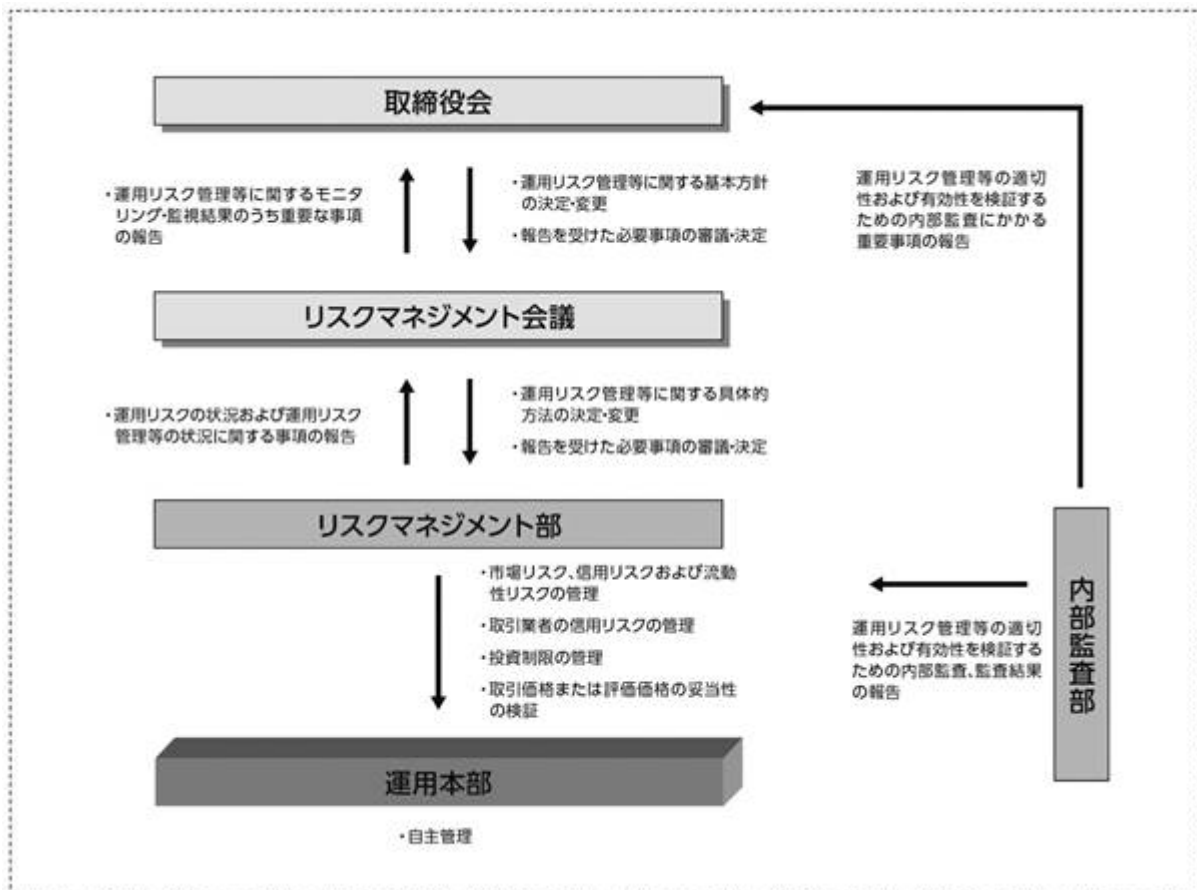 取締役会
・運用リスク管理等に関するモニタ
リング・監視結果のうち重要な事項
の報告
・運用リスク管理等に関する基本方針
の決定・変更
・報告を受けた必要事項の審議・決定
運用リスク管理等の適切
性および有効性を検証する
ための内部監査にかかる
重要事項の報告
リスクマネジメント会議
・運用リスクの状況および運用リスク
管理等の状況に関する事項の報告
・運用リスク管理等に関する具体的
方法の決定・変更
・報告を受けた必要事項の審議・決定
リスクマネジメント部
・市場リスク、信用リスクおよび流動
性リスクの管理
・取引業者の信用リスクの管理
・投資制限の管理
・取引価格または評価価格の妥当性
の検証
運用リスク管理等の適切
性および有効性を検証する
ための内部監査、監査結果
の報告
内部監査部
運用本部
・自主管理